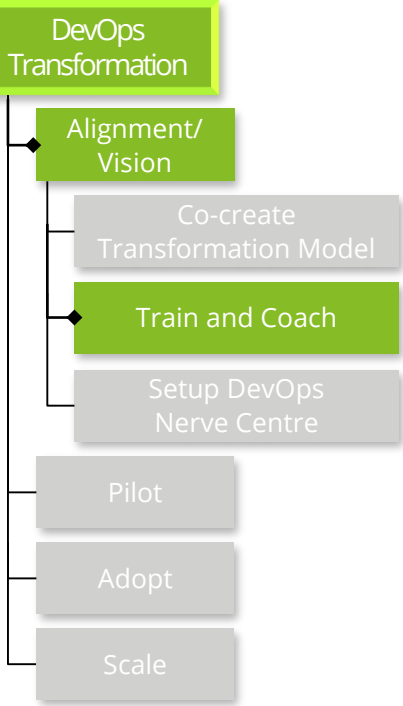 DevOps
Transformation
Alignment/
Vision
Co-create
Transformation Model
Train and Coach
Setup DevOps
Nerve Centre
Pilot
Adopt
Scale